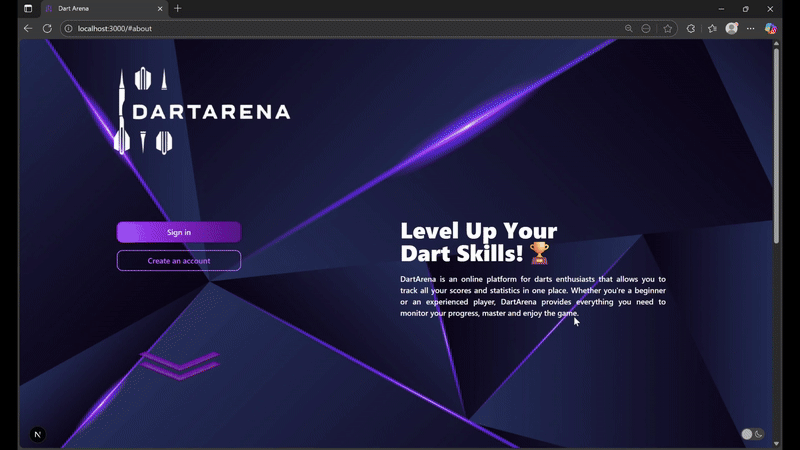 Dart Arena
localhost:3000/#about
DARTARENA
Sign in
Create an account
Level Up Your
Dart Skills! 🏆
DartArena is an online platform for darts enthusiasts that allows you to
track all your scores and statistics in one place. Whether you're a beginner
or an experienced player, DartArena provides everything you need to
monitor your progress, master and enjoy the game.
N